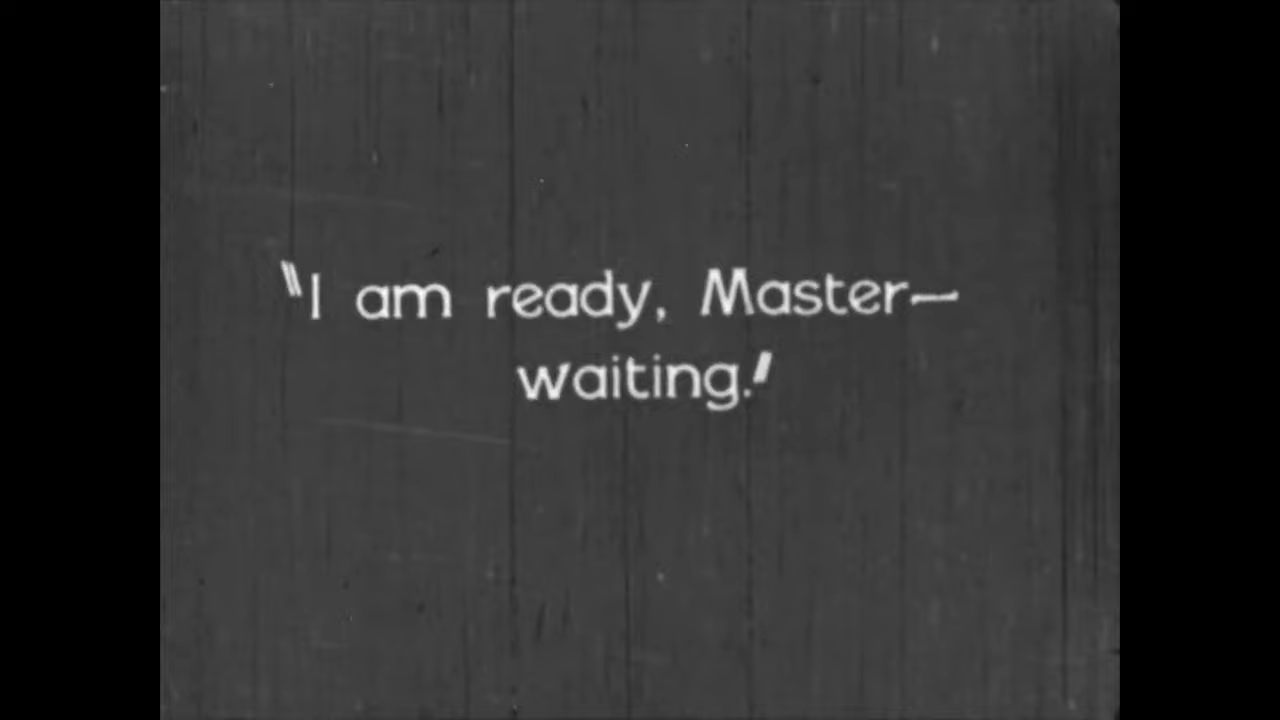 "I am ready, Master—
waiting."